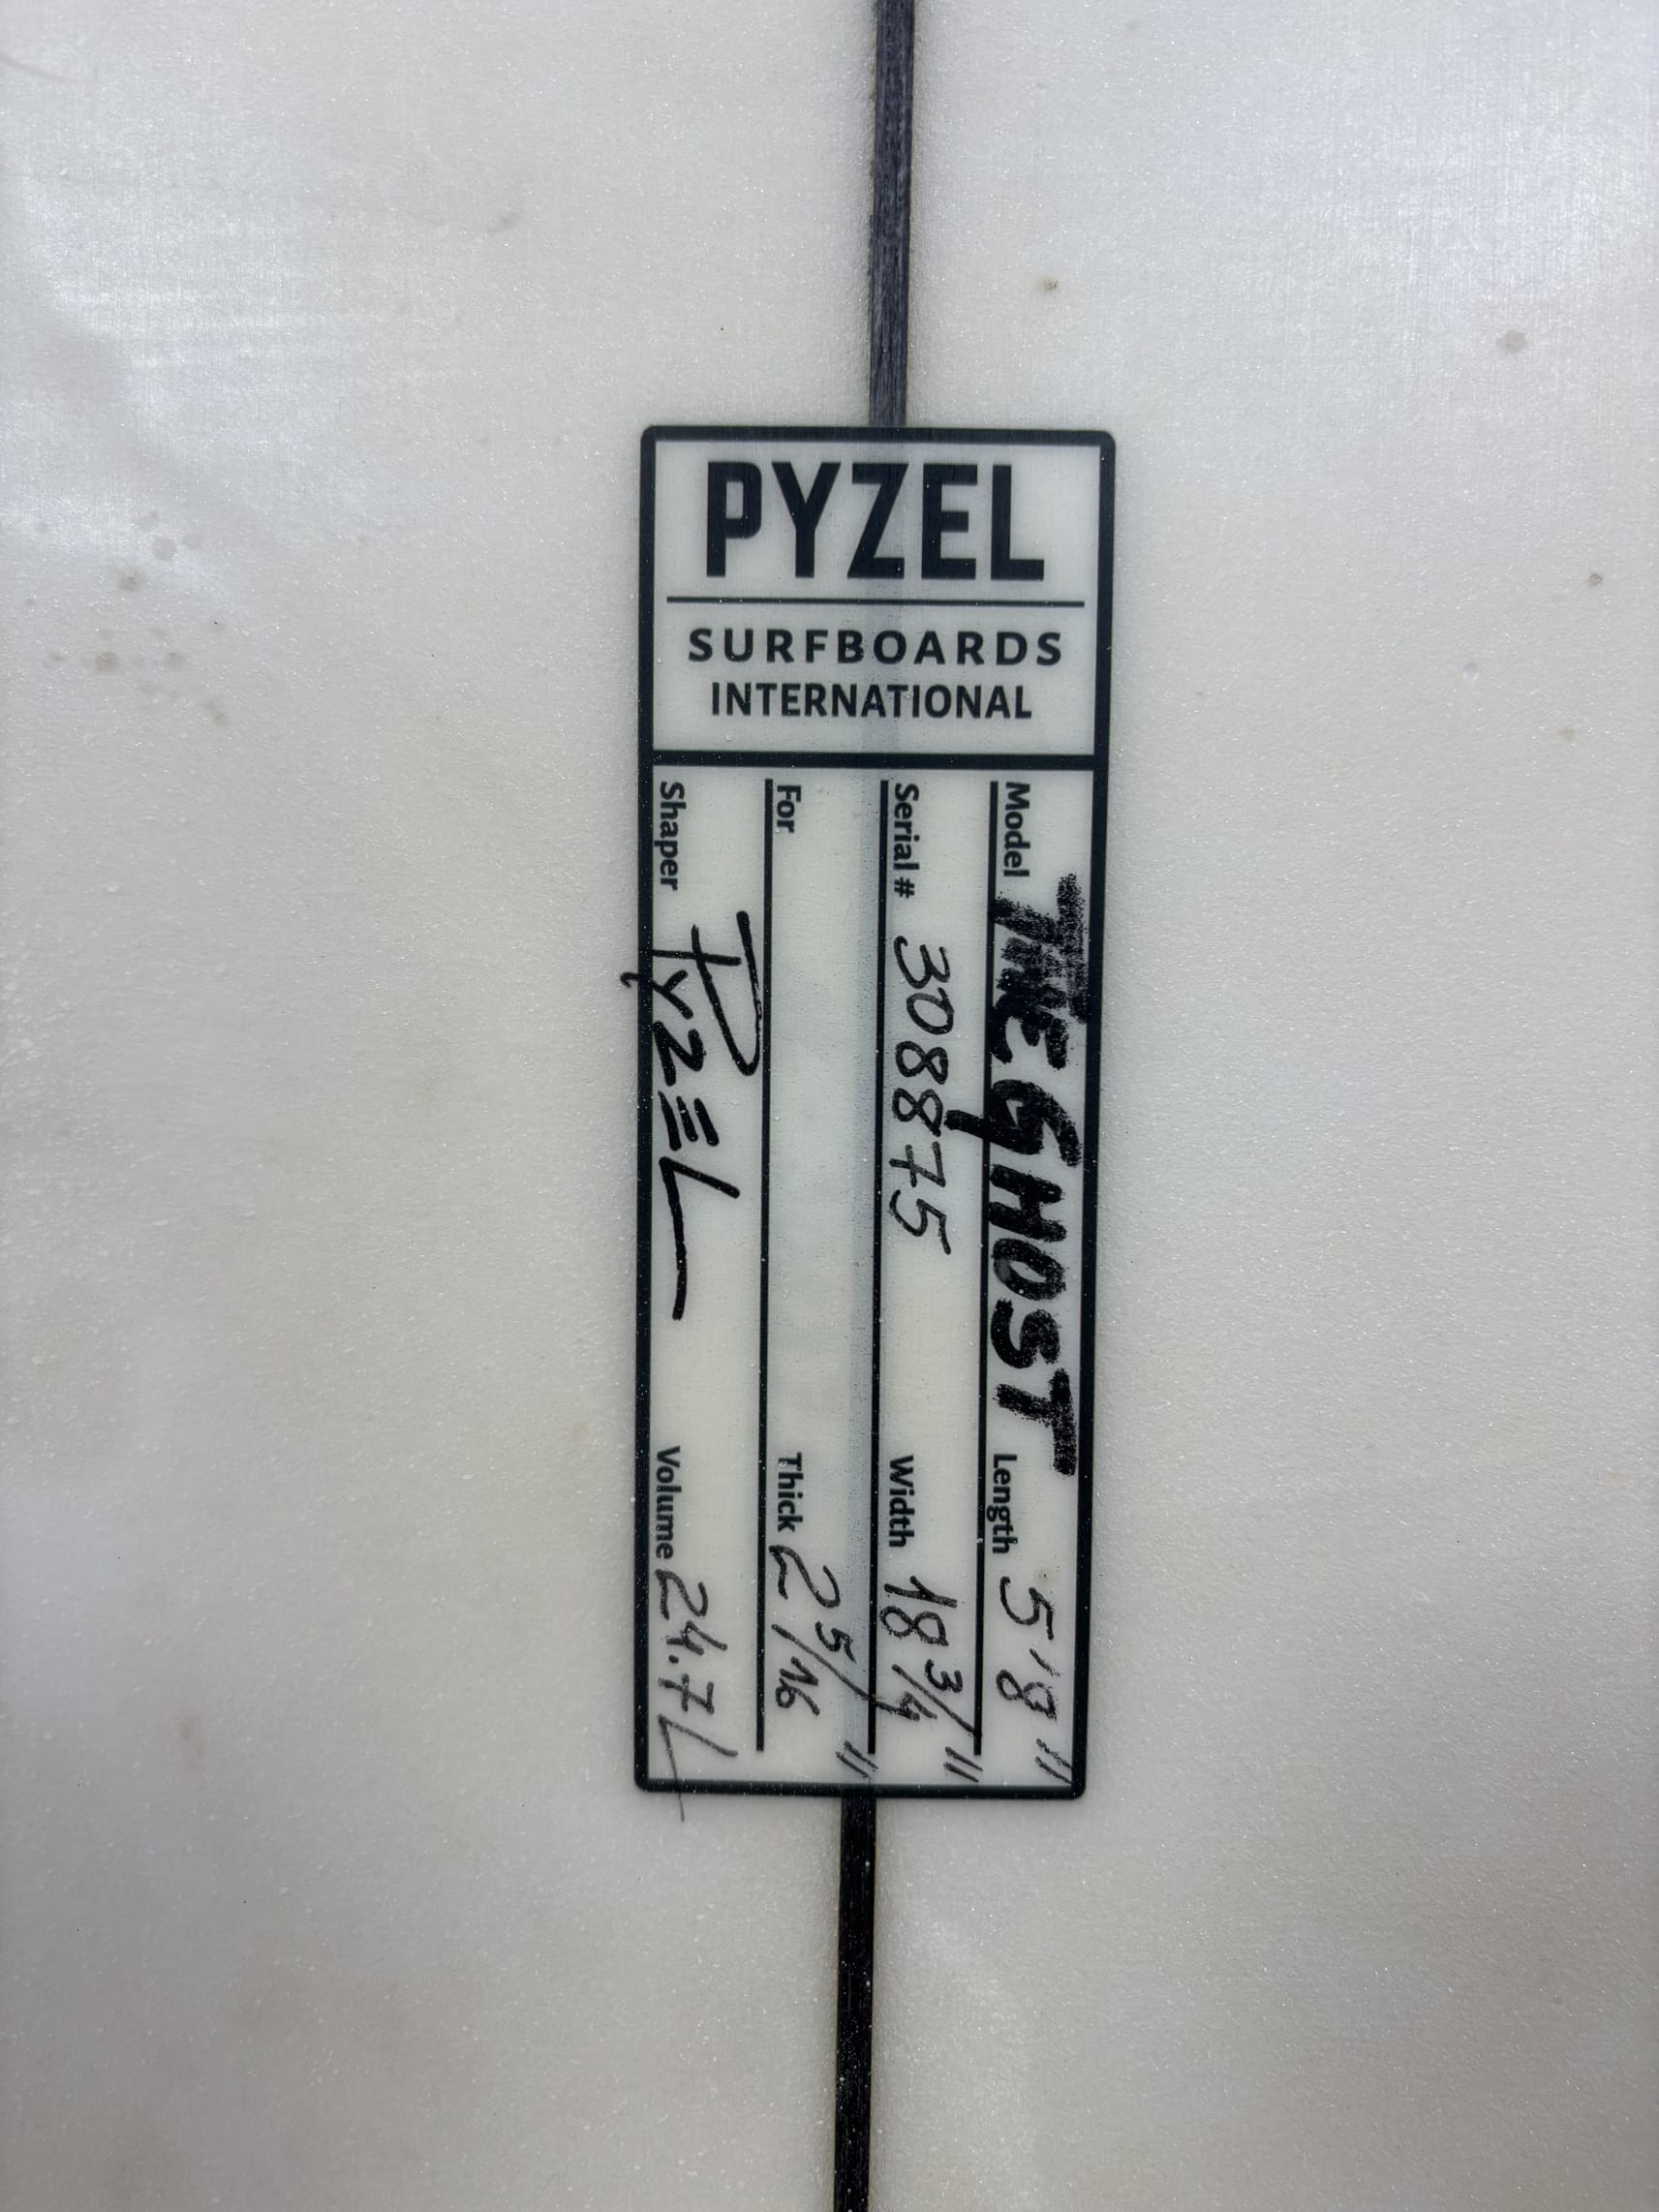 PYZEL
SURFBOARDS
INTERNATIONAL
Model THE GHOST Length 5'8"
Serial # 308875 Width 18 3/4"
For Thick 2 5/16"
Shaper PYZEL Volume 24.7L